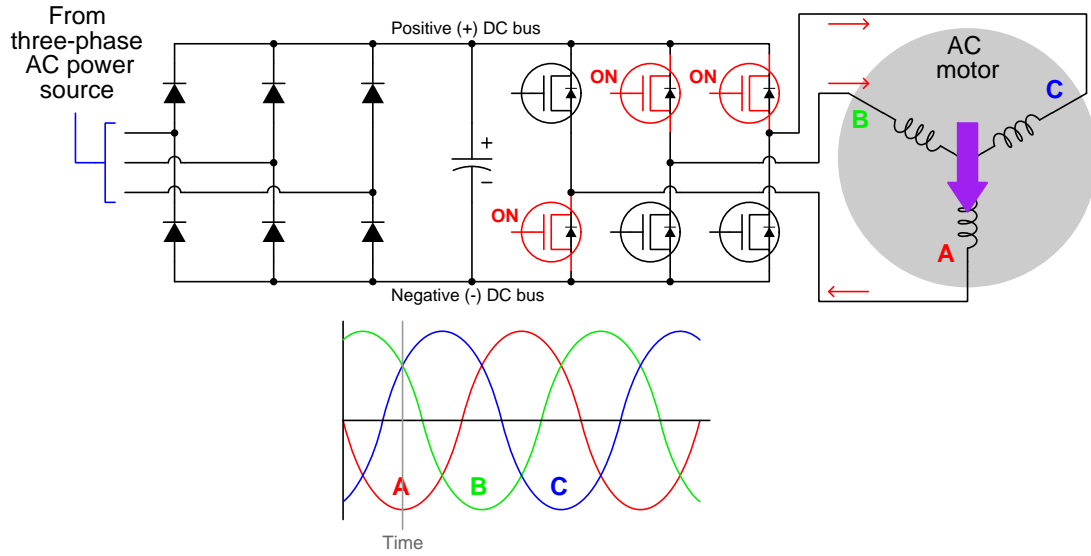 From
three-phase
AC power
source
Positive (+) DC bus
ON
ON
+
−
ON
Negative (-) DC bus
AC
motor
B
C
A
A
B
C
Time